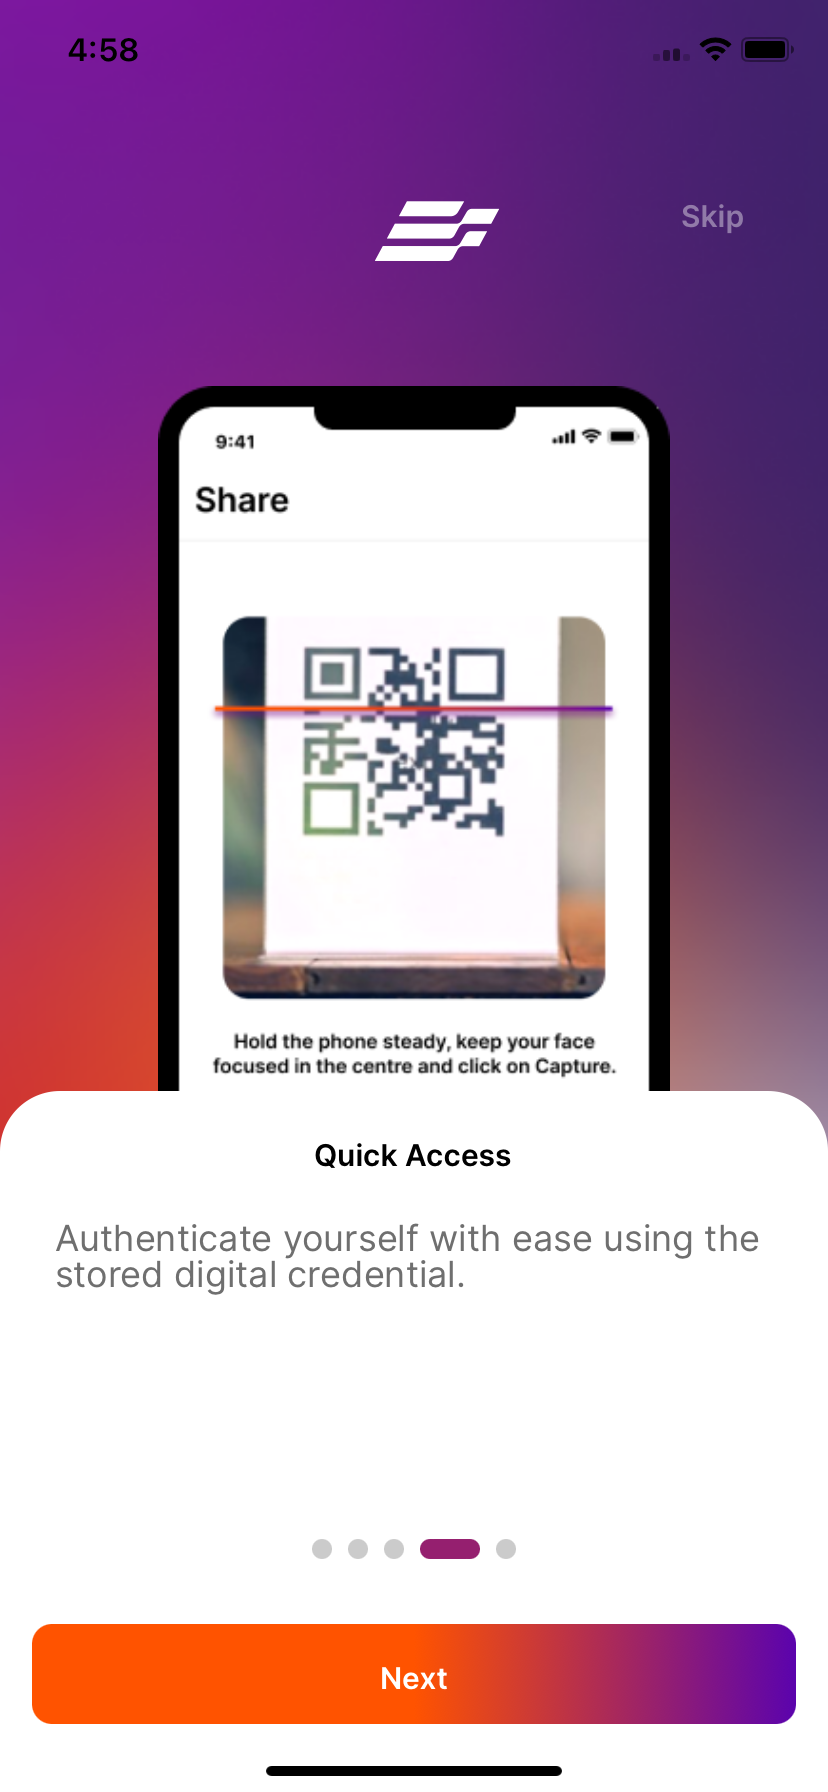 4:58
Skip
9:41
Share
Hold the phone steady, keep your face
focused in the centre and click on Capture.
Quick Access
Authenticate yourself with ease using the
stored digital credential.
Next